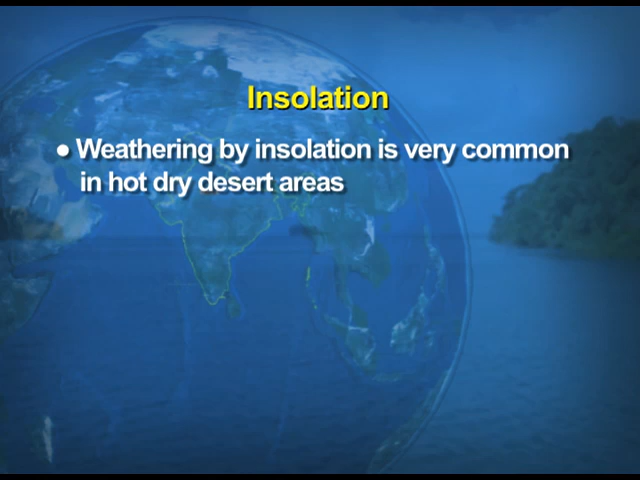 Insolation
● Weathering by insolation is very common
in hot dry desert areas